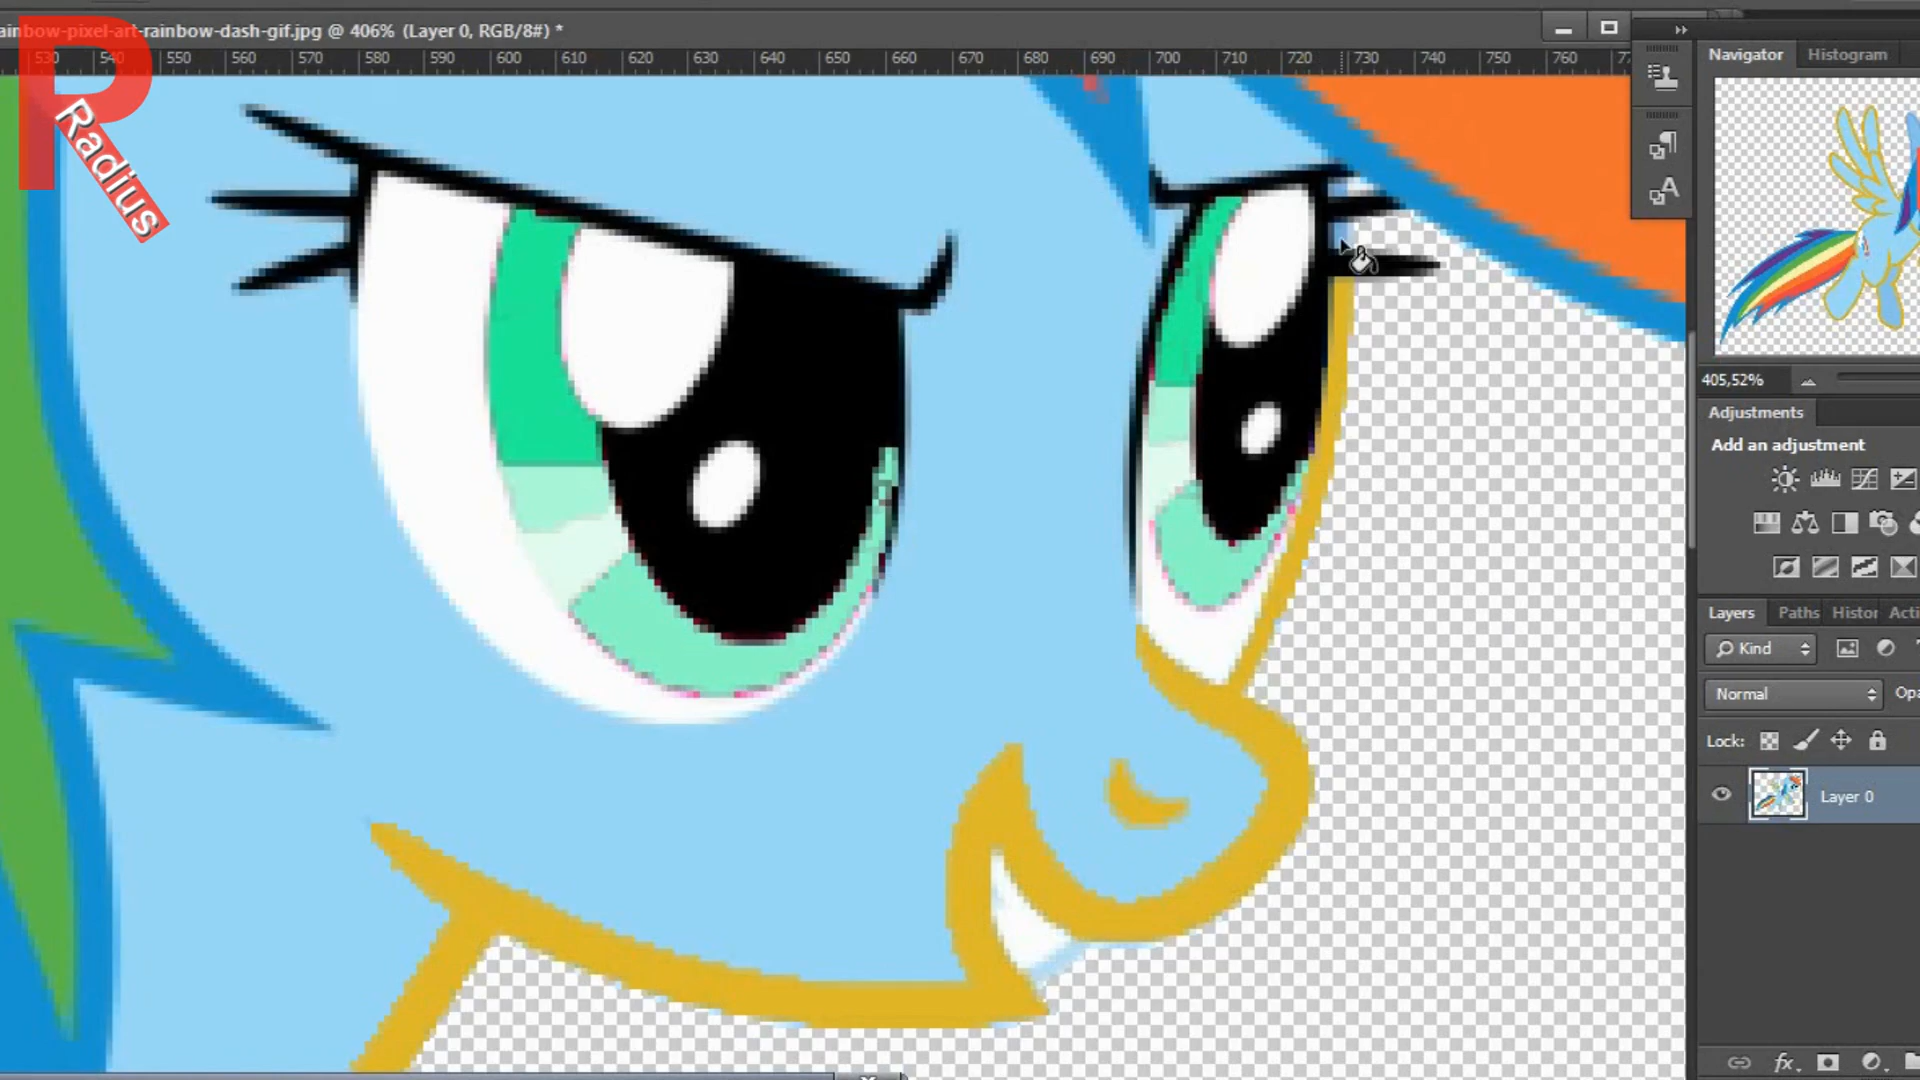 ainbow-pixel-art-rainbow-dash-gif.jpg @ 406% (Layer 0, RGB/8#) *
530 540 550 560 570 580 590 600 610 620 630 640 650 660 670 680 690 700 710 720 730 740 750 760 77
R
Radius
Navigator Histogram
405,52%
Adjustments
Add an adjustment
Layers Paths Histor Acti
Kind
Normal Opa
Lock:
Layer 0
fx